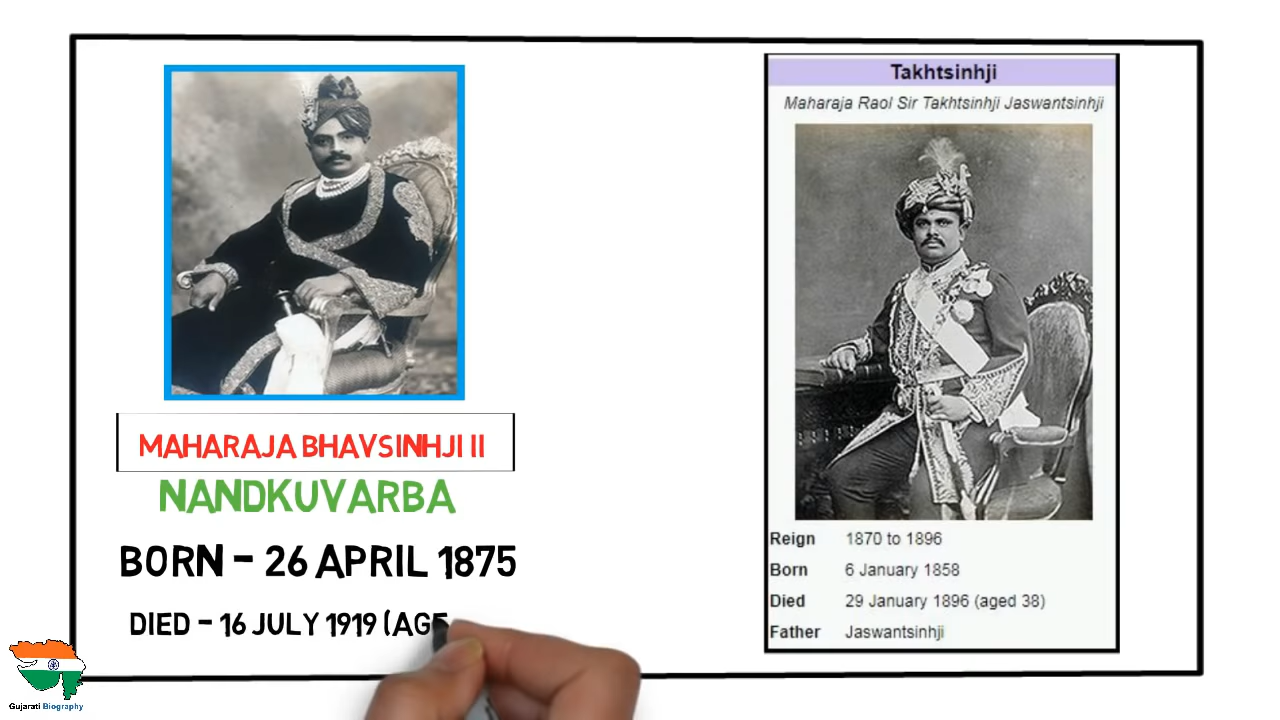 MAHARAJA BHAVSINHJI II
NANDKUVARBA
BORN - 26 APRIL 1875
DIED - 16 JULY 1919 (AGE
Takhtsinhji
Maharaja Raol Sir Takhtsinhji Jaswantsinhji
Reign 1870 to 1896
Born 6 January 1858
Died 29 January 1896 (aged 38)
Father Jaswantsinhji
Gujarati Biography